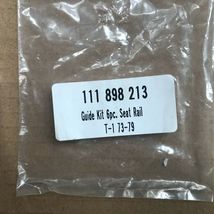 111 898 213
Guide Kit 6pc. Seat Rail
T-1 73-79